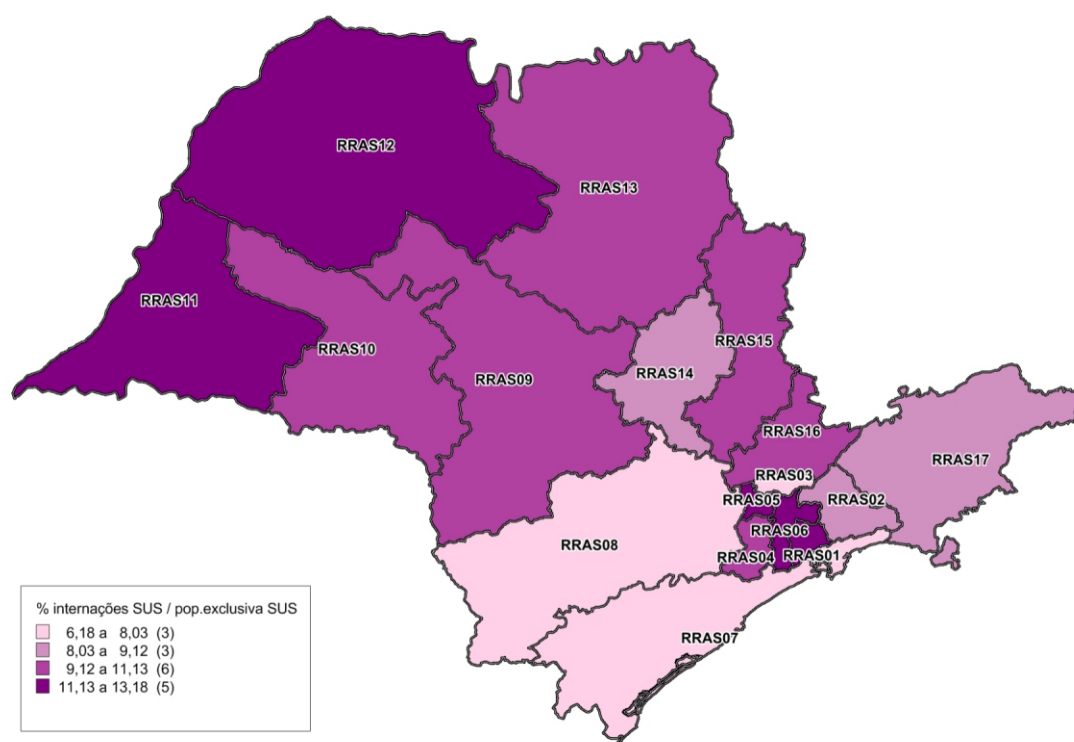 RRAS12
RRAS13
RRAS11
RRAS10
RRAS09
RRAS14
RRAS15
RRAS16
RRAS17
RRAS03
RRAS05
RRAS02
RRAS06
RRAS08
RRAS04
RRAS01
RRAS07
% internações SUS / pop.exclusiva SUS
6,18 a 8,03 (3)
8,03 a 9,12 (3)
9,12 a 11,13 (6)
11,13 a 13,18 (5)